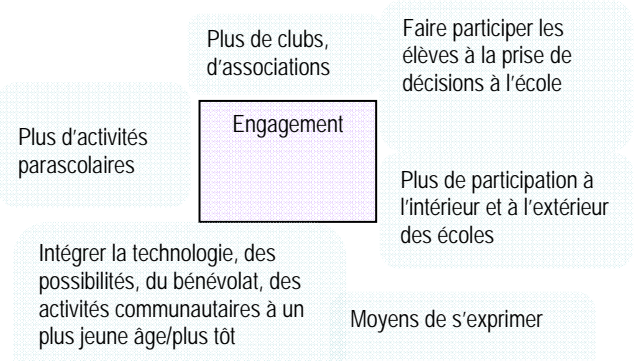 Plus de clubs,
d'associations
Faire participer les
élèves à la prise de
décisions à l'école
Plus d'activités
parascolaires
Engagement
Plus de participation à
l'intérieur et à l'extérieur
des écoles
Intégrer la technologie, des
possibilités, du bénévolat, des
activités communautaires à un
plus jeune âge/plus tôt
Moyens de s'exprimer